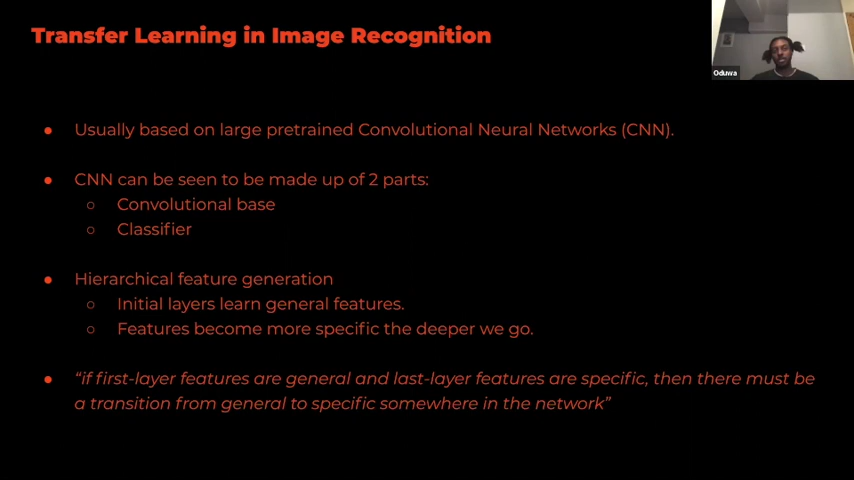 Transfer Learning in Image Recognition
Oduwa
● Usually based on large pretrained Convolutional Neural Networks (CNN).
● CNN can be seen to be made up of 2 parts:
○ Convolutional base
○ Classifier
● Hierarchical feature generation
○ Initial layers learn general features.
○ Features become more specific the deeper we go.
● “if first-layer features are general and last-layer features are specific, then there must be
a transition from general to specific somewhere in the network”